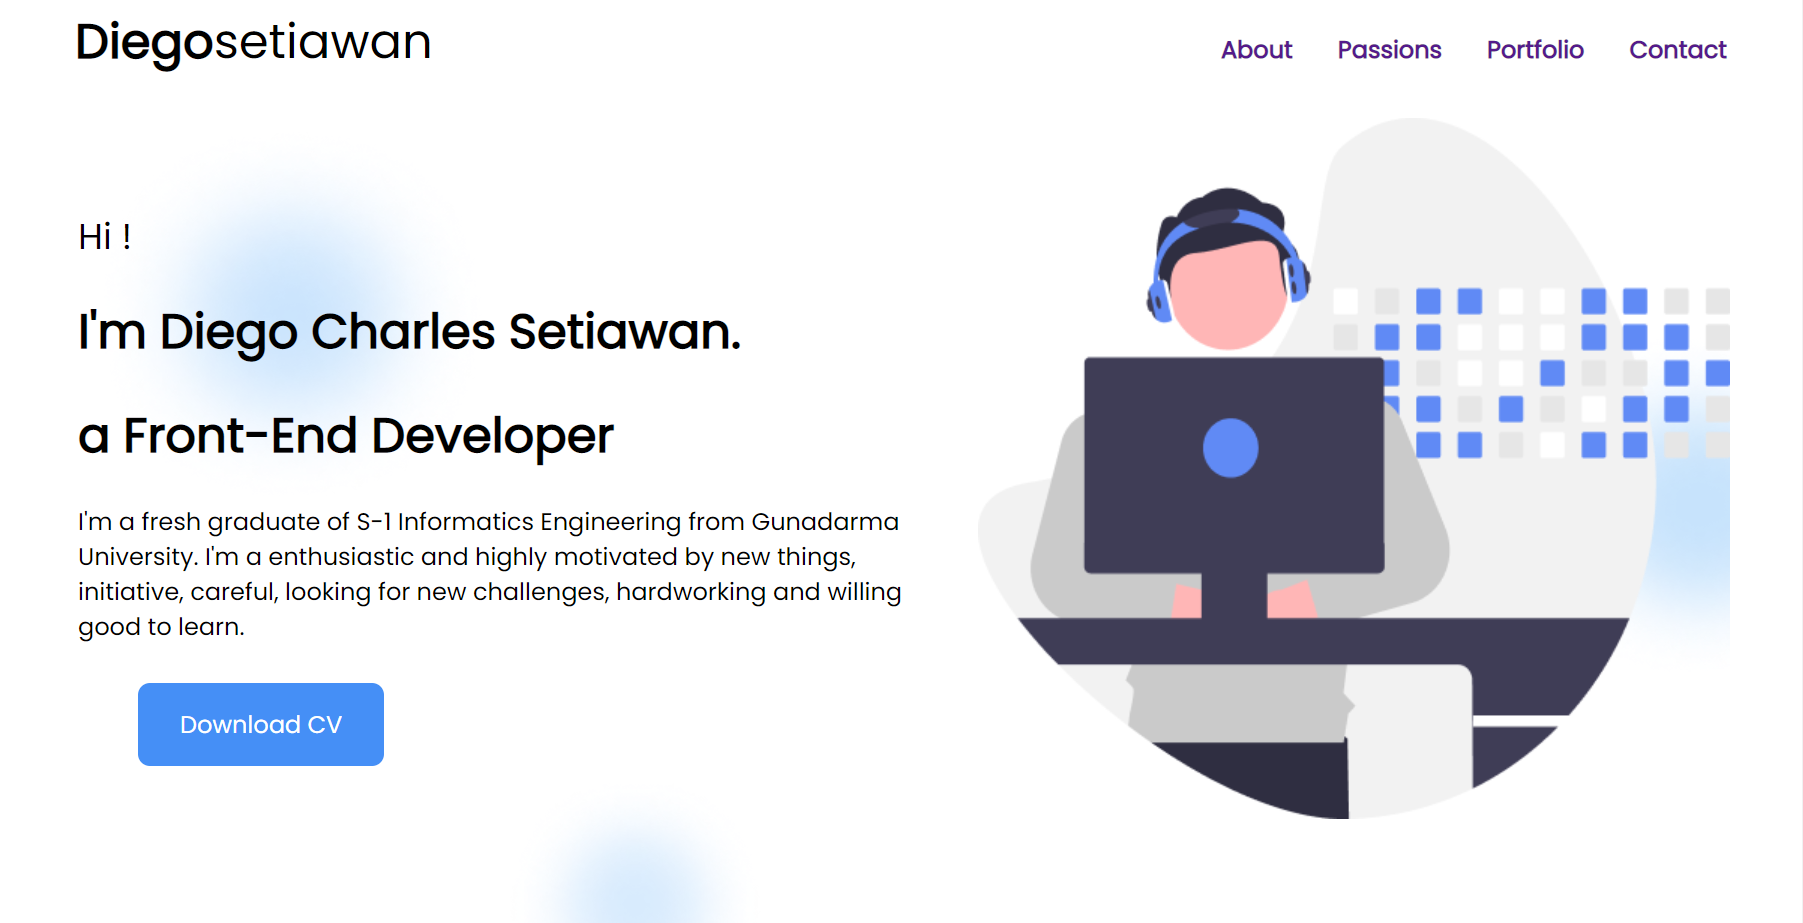 Diegosetiawan
About Passions Portfolio Contact
Hi !
I'm Diego Charles Setiawan.
a Front-End Developer
I'm a fresh graduate of S-1 Informatics Engineering from Gunadarma
University. I'm a enthusiastic and highly motivated by new things,
initiative, careful, looking for new challenges, hardworking and willing
good to learn.
Download CV